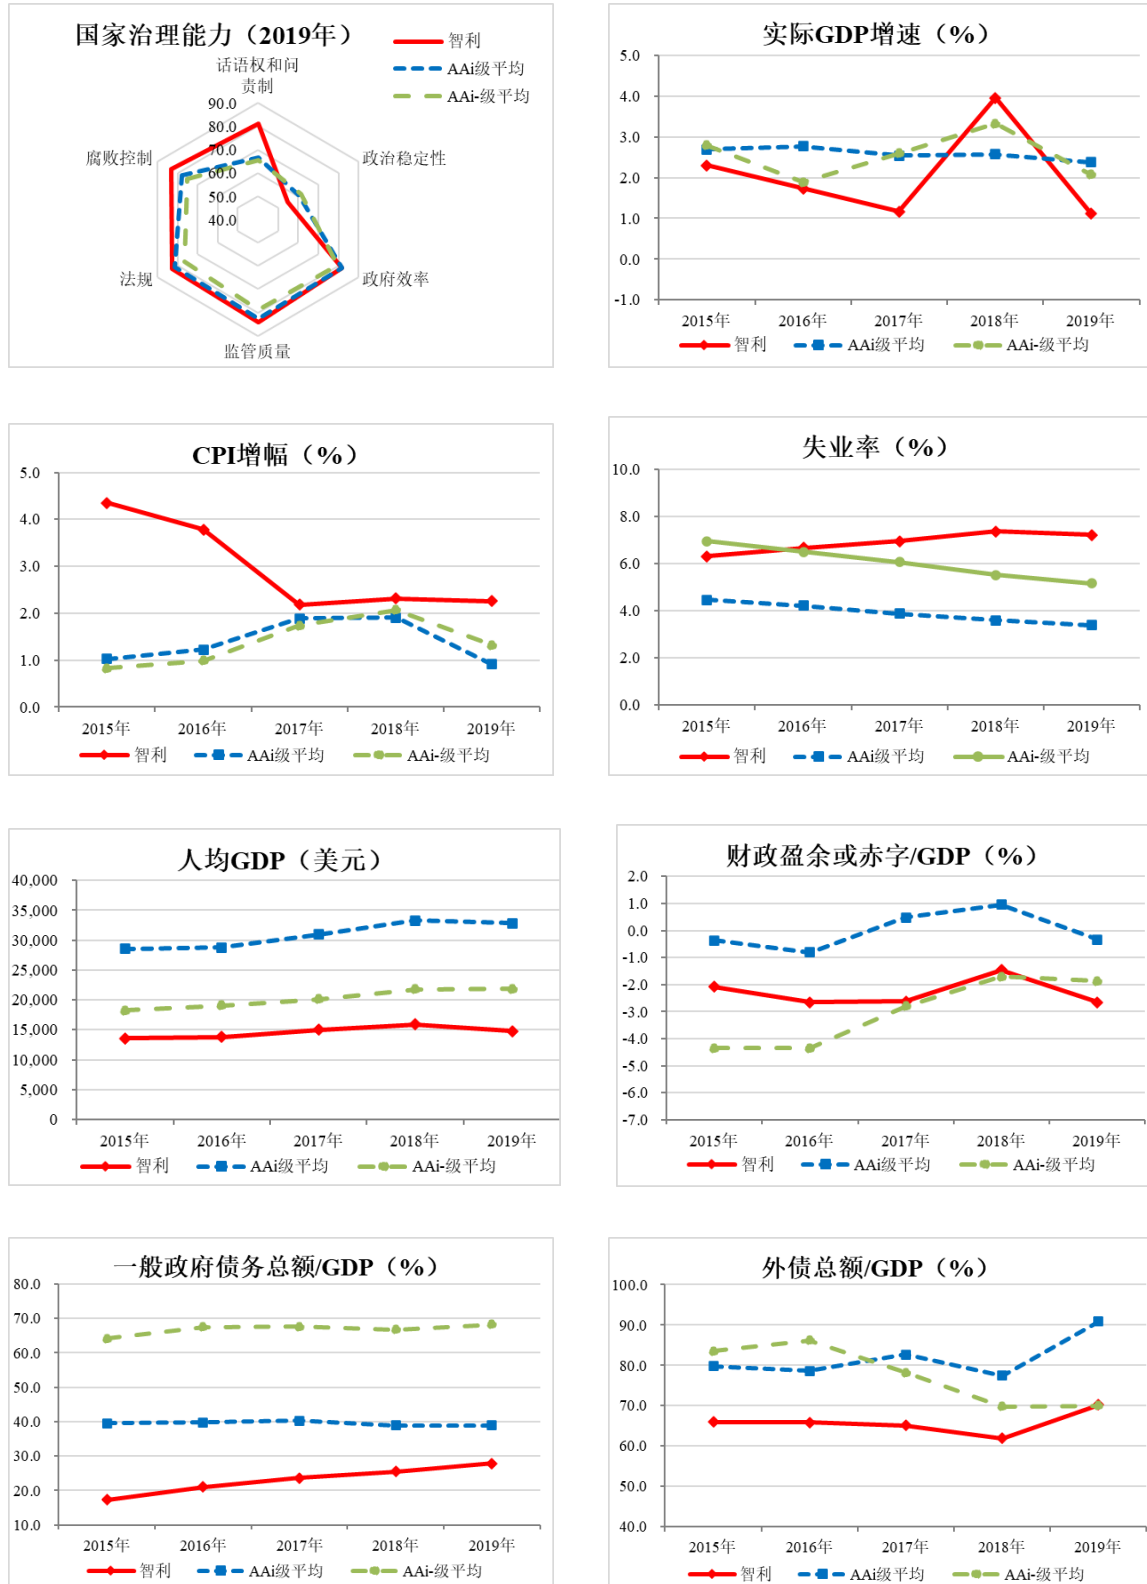 国家治理能力（2019年）
智利
AAi级平均
AAi-级平均
话语权和问
责制
90.0
80.0
70.0
60.0
50.0
40.0
政治稳定性
政府效率
监管质量
法规
腐败控制
实际GDP增速（%）
5.0
4.0
3.0
2.0
1.0
0.0
-1.0
2015年 2016年 2017年 2018年 2019年
智利 AAi级平均 AAi-级平均
CPI增幅（%）
5.0
4.0
3.0
2.0
1.0
0.0
2015年 2016年 2017年 2018年 2019年
智利 AAi级平均 AAi-级平均
失业率（%）
10.0
8.0
6.0
4.0
2.0
0.0
2015年 2016年 2017年 2018年 2019年
智利 AAi级平均 AAi-级平均
人均GDP（美元）
40,000
35,000
30,000
25,000
20,000
15,000
10,000
5,000
0
2015年 2016年 2017年 2018年 2019年
智利 AAi级平均 AAi-级平均
财政盈余或赤字/GDP（%）
2.0
1.0
0.0
-1.0
-2.0
-3.0
-4.0
-5.0
-6.0
-7.0
2015年 2016年 2017年 2018年 2019年
智利 AAi级平均 AAi-级平均
一般政府债务总额/GDP（%）
80.0
70.0
60.0
50.0
40.0
30.0
20.0
10.0
2015年 2016年 2017年 2018年 2019年
智利 AAi级平均 AAi-级平均
外债总额/GDP（%）
100.0
90.0
80.0
70.0
60.0
50.0
40.0
2015年 2016年 2017年 2018年 2019年
智利 AAi级平均 AAi-级平均